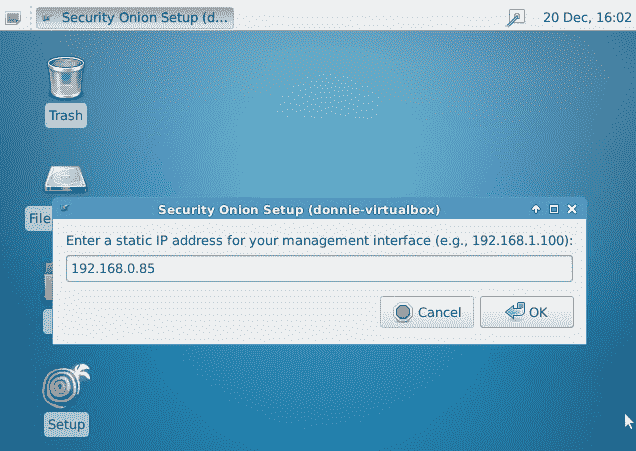 Security Onion Setup (d...
20 Dec, 16:02
Trash
File
Security Onion Setup (donnie-virtualbox)
Enter a static IP address for your management interface (e.g., 192.168.1.100):
192.168.0.85
Cancel
OK
Setup